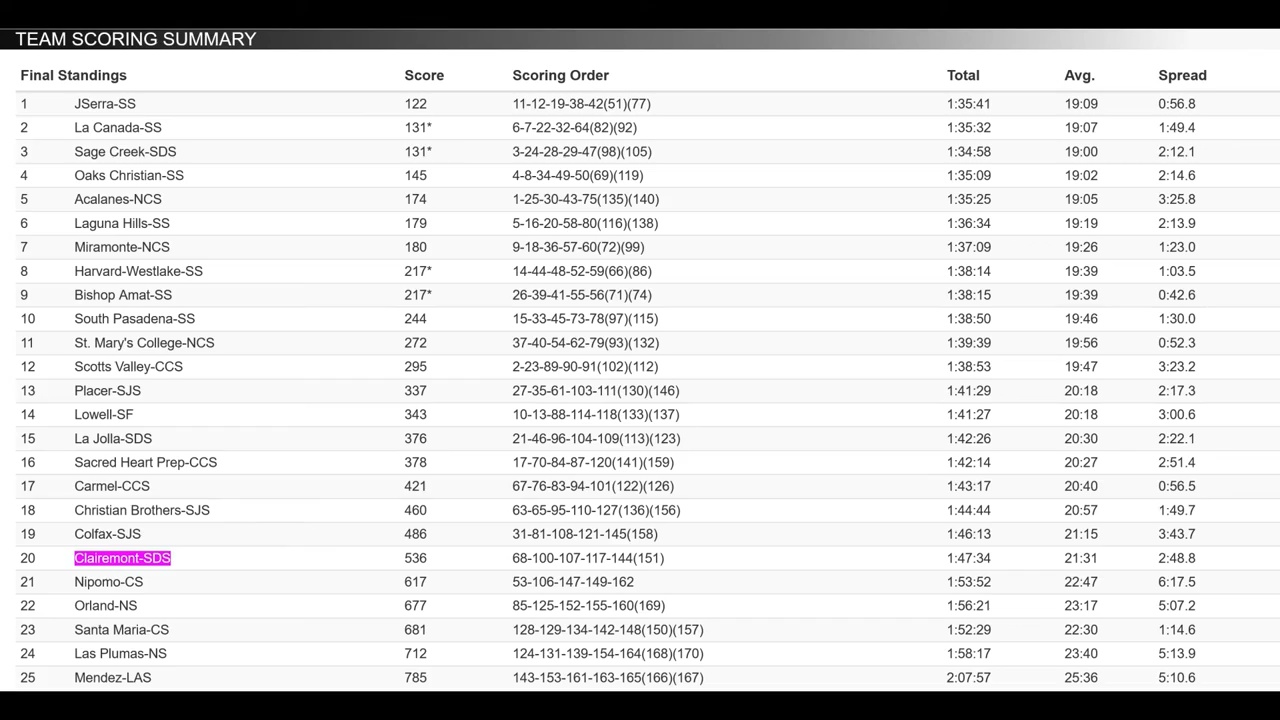 TEAM SCORING SUMMARY
Final Standings Score Scoring Order Total Avg. Spread
1 JSerra-SS 122 11-12-19-38-42(51)(77) 1:35:41 19:09 0:56.8
2 La Canada-SS 131* 6-7-22-32-64(82)(92) 1:35:32 19:07 1:49.4
3 Sage Creek-SDS 131* 3-24-28-29-47(98)(105) 1:34:58 19:00 2:12.1
4 Oaks Christian-SS 145 4-8-34-49-50(69)(119) 1:35:09 19:02 2:14.6
5 Acalanes-NCS 174 1-25-30-43-75(135)(140) 1:35:25 19:05 3:25.8
6 Laguna Hills-SS 179 5-16-20-58-80(116)(138) 1:36:34 19:19 2:13.9
7 Miramonte-NCS 180 9-18-36-57-60(72)(99) 1:37:09 19:26 1:23.0
8 Harvard-Westlake-SS 217* 14-44-48-52-59(66)(86) 1:38:14 19:39 1:03.5
9 Bishop Amat-SS 217* 26-39-41-55-56(71)(74) 1:38:15 19:39 0:42.6
10 South Pasadena-SS 244 15-33-45-73-78(97)(115) 1:38:50 19:46 1:30.0
11 St. Mary's College-NCS 272 37-40-54-62-79(93)(132) 1:39:39 19:56 0:52.3
12 Scotts Valley-CCS 295 2-23-89-90-91(102)(112) 1:38:53 19:47 3:23.2
13 Placer-SJS 337 27-35-61-103-111(130)(146) 1:41:29 20:18 2:17.3
14 Lowell-SF 343 10-13-88-114-118(133)(137) 1:41:27 20:18 3:00.6
15 La Jolla-SDS 376 21-46-96-104-109(113)(123) 1:42:26 20:30 2:22.1
16 Sacred Heart Prep-CCS 378 17-70-84-87-120(141)(159) 1:42:14 20:27 2:51.4
17 Carmel-CCS 421 67-76-83-94-101(122)(126) 1:43:17 20:40 0:56.5
18 Christian Brothers-SJS 460 63-65-95-110-127(136)(156) 1:44:44 20:57 1:49.7
19 Colfax-SJS 486 31-81-108-121-145(158) 1:46:13 21:15 3:43.7
20 Clairemont-SDS 536 68-100-107-117-144(151) 1:47:34 21:31 2:48.8
21 Nipomo-CS 617 53-106-147-149-162 1:53:52 22:47 6:17.5
22 Orland-NS 677 85-125-152-155-160(169) 1:56:21 23:17 5:07.2
23 Santa Maria-CS 681 128-129-134-142-148(150)(157) 1:52:29 22:30 1:14.6
24 Las Plumas-NS 712 124-131-139-154-164(168)(170) 1:58:17 23:40 5:13.9
25 Mendez-LAS 785 143-153-161-163-165(166)(167) 2:07:57 25:36 5:10.6